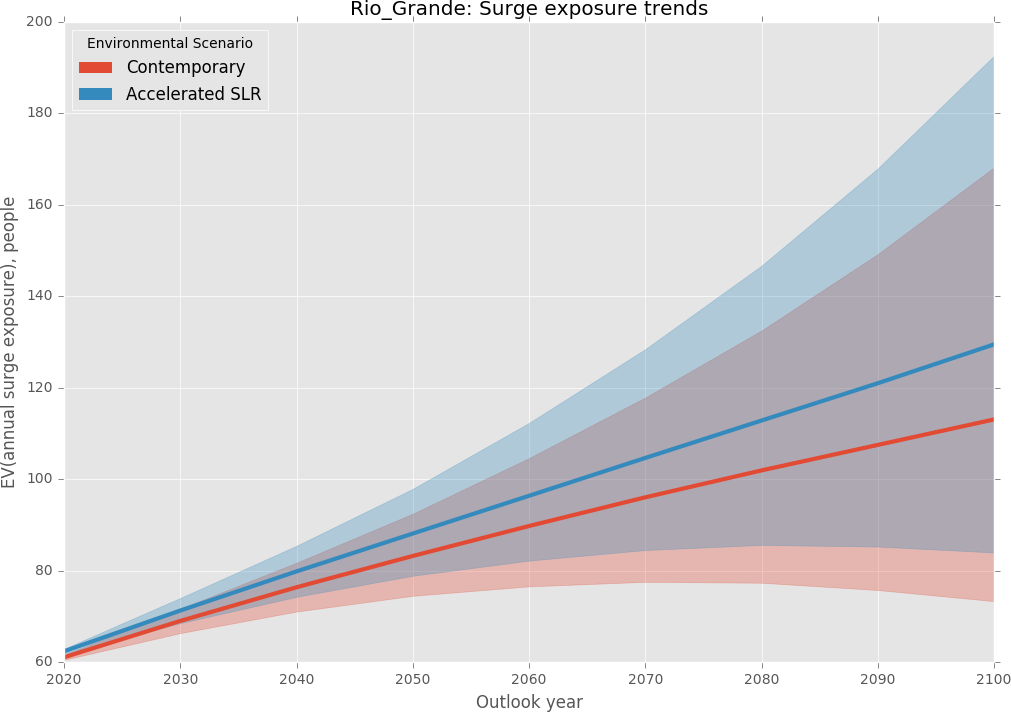 Rio_Grande: Surge exposure trends
Environmental Scenario
Contemporary
Accelerated SLR
EV(annual surge exposure), people
200
180
160
140
120
100
80
60
2020 2030 2040 2050 2060 2070 2080 2090 2100
Outlook year